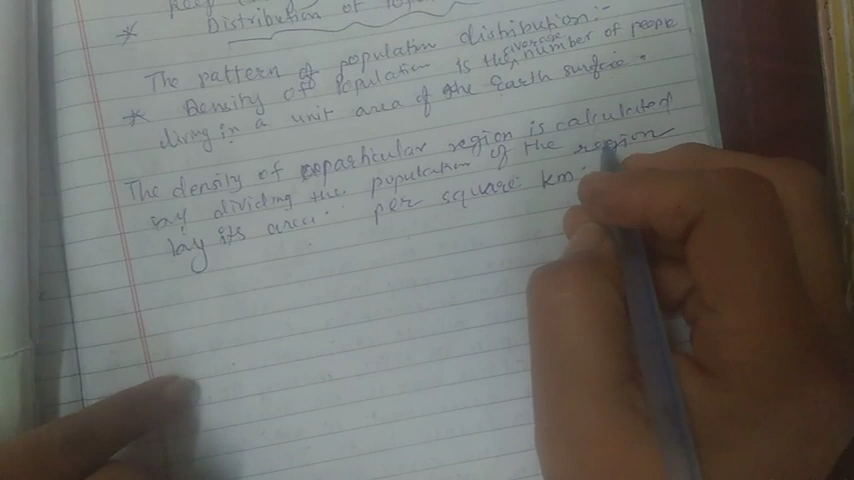 * Distribution of
The pattern of population distribution:-
* Density of Population is the average number of people
living in a unit area of the Earth surface.
The density of particular region is calculated
by dividing the population of the region
by its area. per square km.